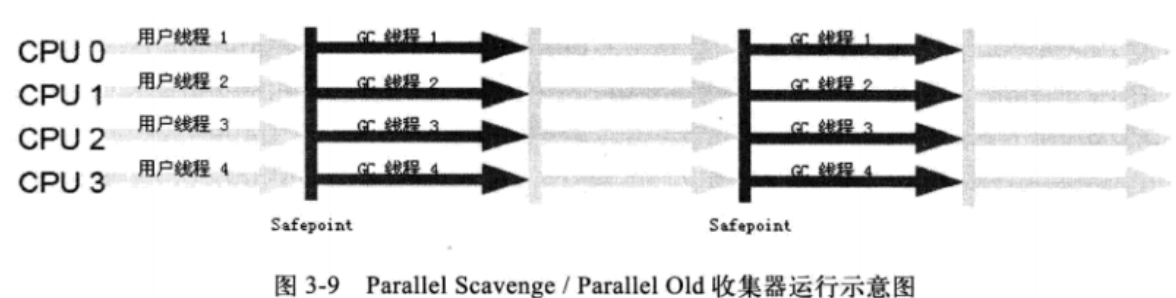 CPU 0 用户线程 1 GC 线程 1 GC 线程 1
CPU 1 用户线程 2 GC 线程 2 GC 线程 2
CPU 2 用户线程 3 GC 线程 3 GC 线程 3
CPU 3 用户线程 4 GC 线程 4 GC 线程 4
Safepoint Safepoint
图 3-9 Parallel Scavenge / Parallel Old 收集器运行示意图